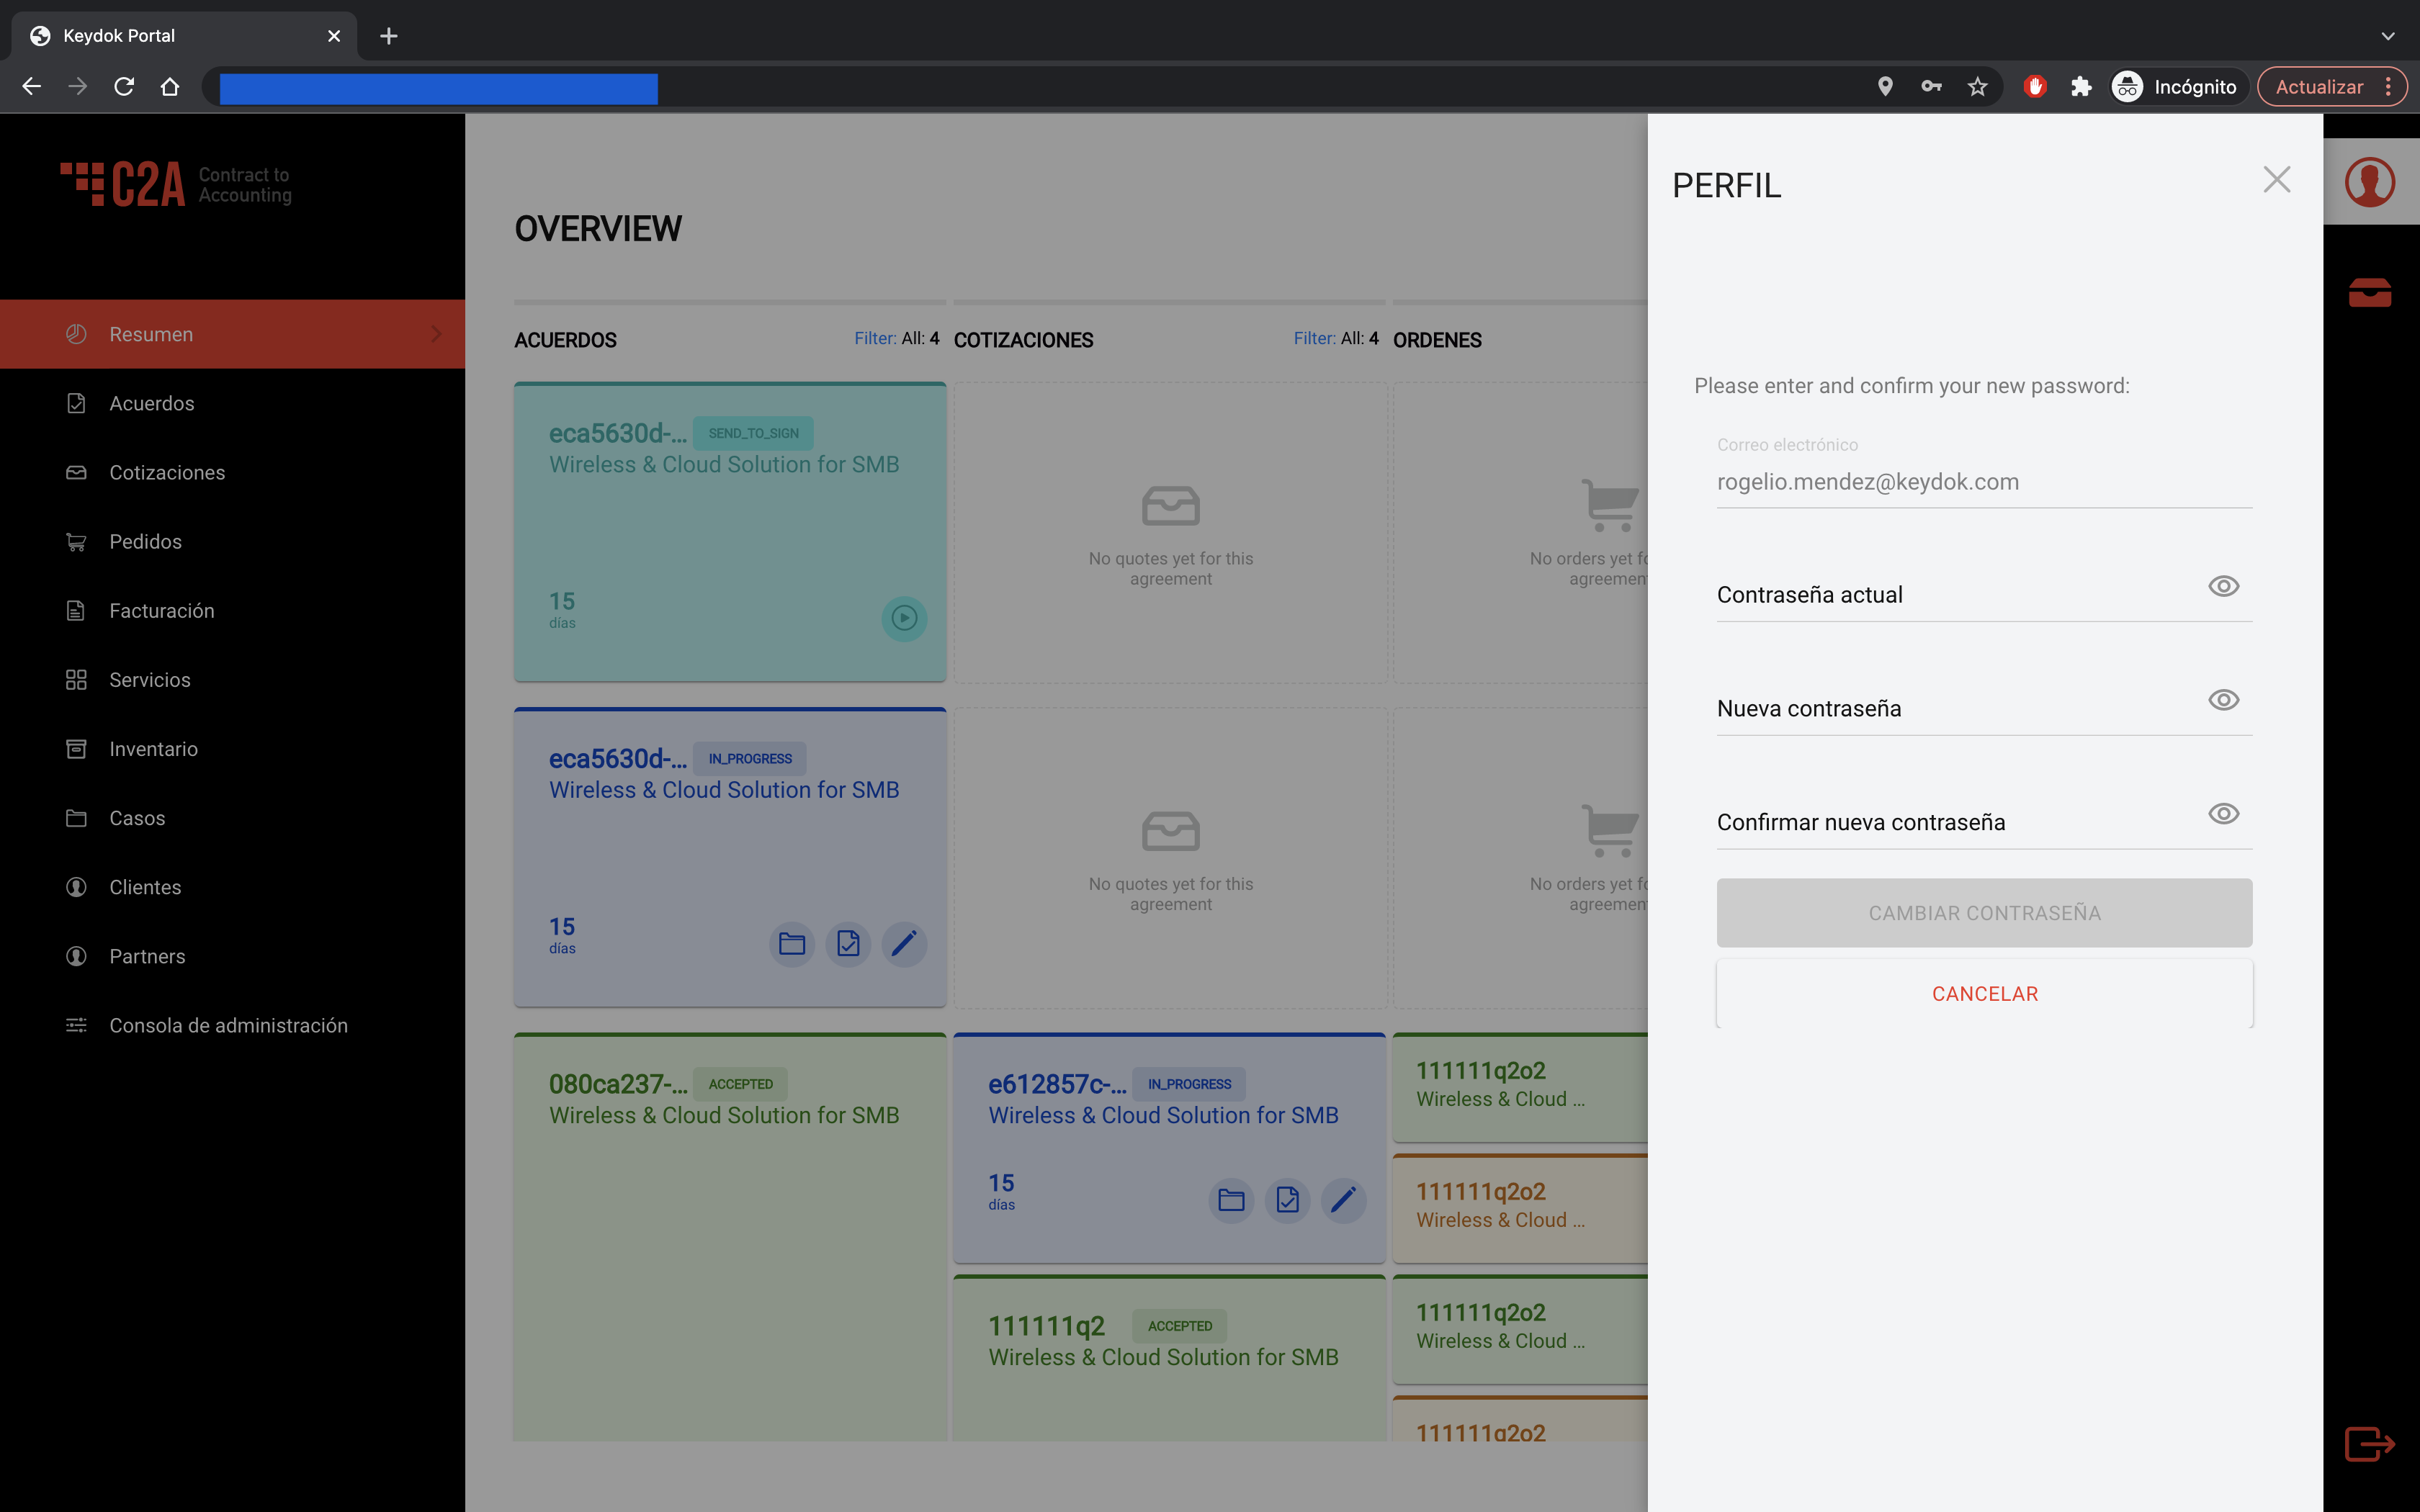 Keydok Portal
Incógnito
Actualizar
C2A Contract to
Accounting
Resumen
Acuerdos
Cotizaciones
Pedidos
Facturación
Servicios
Inventario
Casos
Clientes
Partners
Consola de administración
OVERVIEW
ACUERDOS Filter: All: 4
eca5630d-... SEND_TO_SIGN
Wireless & Cloud Solution for SMB
15
días
eca5630d-... IN_PROGRESS
Wireless & Cloud Solution for SMB
15
días
080ca237-... ACCEPTED
Wireless & Cloud Solution for SMB
COTIZACIONES Filter: All: 4
No quotes yet for this
agreement
No quotes yet for this
agreement
e612857c-... IN_PROGRESS
Wireless & Cloud Solution for SMB
15
días
111111q2 ACCEPTED
Wireless & Cloud Solution for SMB
ORDENES
No orders yet fo
agreemen
No orders yet fo
agreemen
111111q2o2
Wireless & Cloud ...
111111q2o2
Wireless & Cloud ...
111111q2o2
Wireless & Cloud ...
111111q2o2
PERFIL
Please enter and confirm your new password:
Correo electrónico
rogelio.mendez@keydok.com
Contraseña actual
Nueva contraseña
Confirmar nueva contraseña
CAMBIAR CONTRASEÑA
CANCELAR